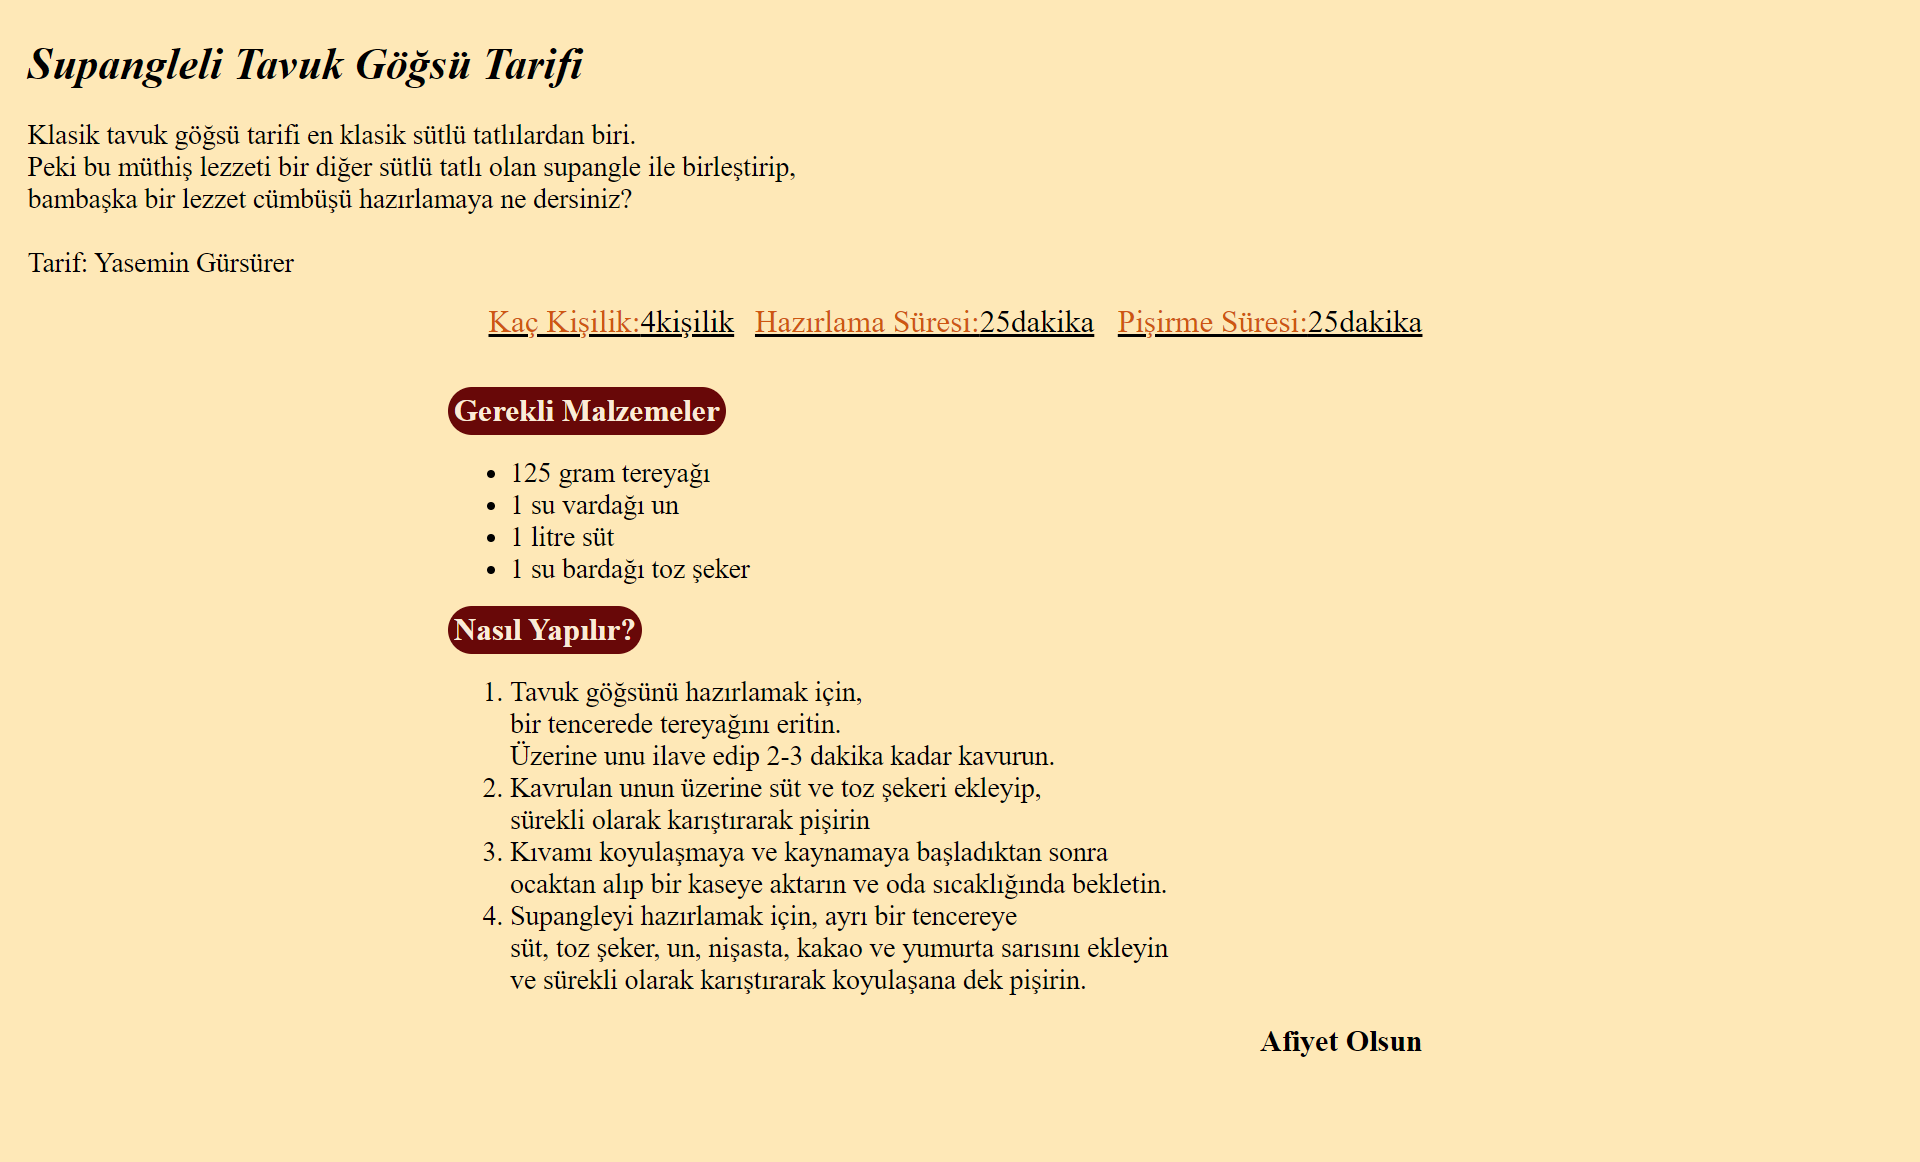 Supangleli Tavuk Göğsü Tarifi
Klasik tavuk göğsü tarifi en klasik sütlü tatlılardan biri.
Peki bu müthiş lezzeti bir diğer sütlü tatlı olan supangle ile birleştirip,
bambaşka bir lezzet cümbüşü hazırlamaya ne dersiniz?
Tarif: Yasemin Gürsürer
Kaç Kişilik:4kişilik Hazırlama Süresi:25dakika Pişirme Süresi:25dakika
Gerekli Malzemeler
• 125 gram tereyağı
• 1 su vardağı un
• 1 litre süt
• 1 su bardağı toz şeker
Nasıl Yapılır?
1. Tavuk göğsünü hazırlamak için,
bir tencerede tereyağını eritin.
Üzerine unu ilave edip 2-3 dakika kadar kavurun.
2. Kavrulan unun üzerine süt ve toz şekeri ekleyip,
sürekli olarak karıştırarak pişirin
3. Kıvamı koyulaşmaya ve kaynamaya başladıktan sonra
ocaktan alıp bir kaseye aktarın ve oda sıcaklığında bekletin.
4. Supangleyi hazırlamak için, ayrı bir tencereye
süt, toz şeker, un, nişasta, kakao ve yumurta sarısını ekleyin
ve sürekli olarak karıştırarak koyulaşana dek pişirin.
Afiyet Olsun